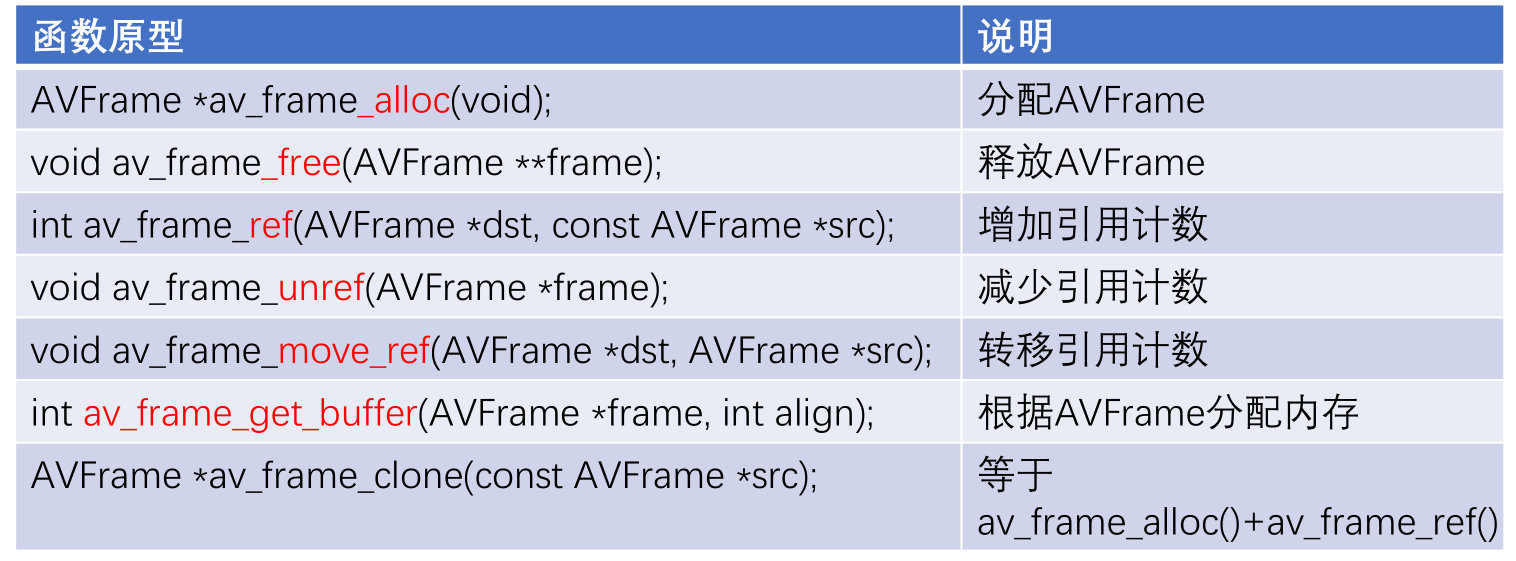 函数原型 说明
AVFrame *av_frame_alloc(void); 分配AVFrame
void av_frame_free(AVFrame **frame); 释放AVFrame
int av_frame_ref(AVFrame *dst, const AVFrame *src); 增加引用计数
void av_frame_unref(AVFrame *frame); 减少引用计数
void av_frame_move_ref(AVFrame *dst, AVFrame *src); 转移引用计数
int av_frame_get_buffer(AVFrame *frame, int align); 根据AVFrame分配内存
AVFrame *av_frame_clone(const AVFrame *src); 等于
av_frame_alloc()+av_frame_ref()